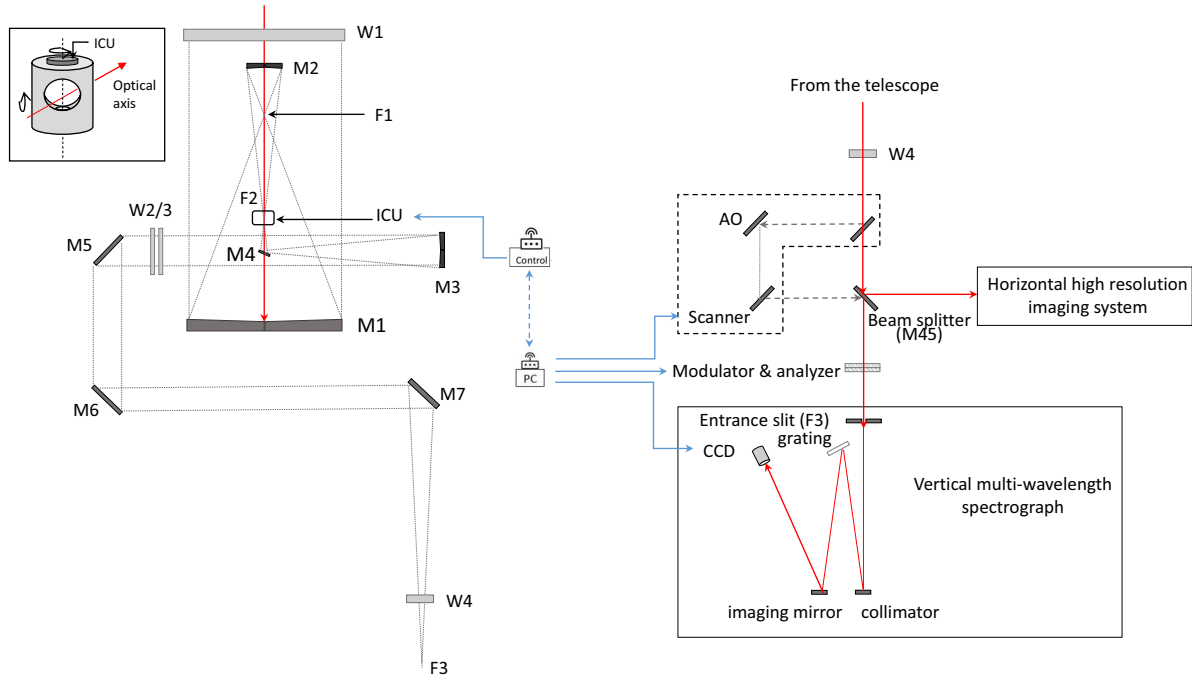 ICU
Optical
axis
W1
M2
F1
F2
ICU
W2/3
M5
M4
M3
M1
M6
M7
W4
F3
Control
PC
From the telescope
W4
AO
Scanner
Beam splitter
(M45)
Horizontal high resolution
imaging system
Modulator & analyzer
Entrance slit (F3)
grating
CCD
Vertical multi-wavelength
spectrograph
imaging mirror
collimator